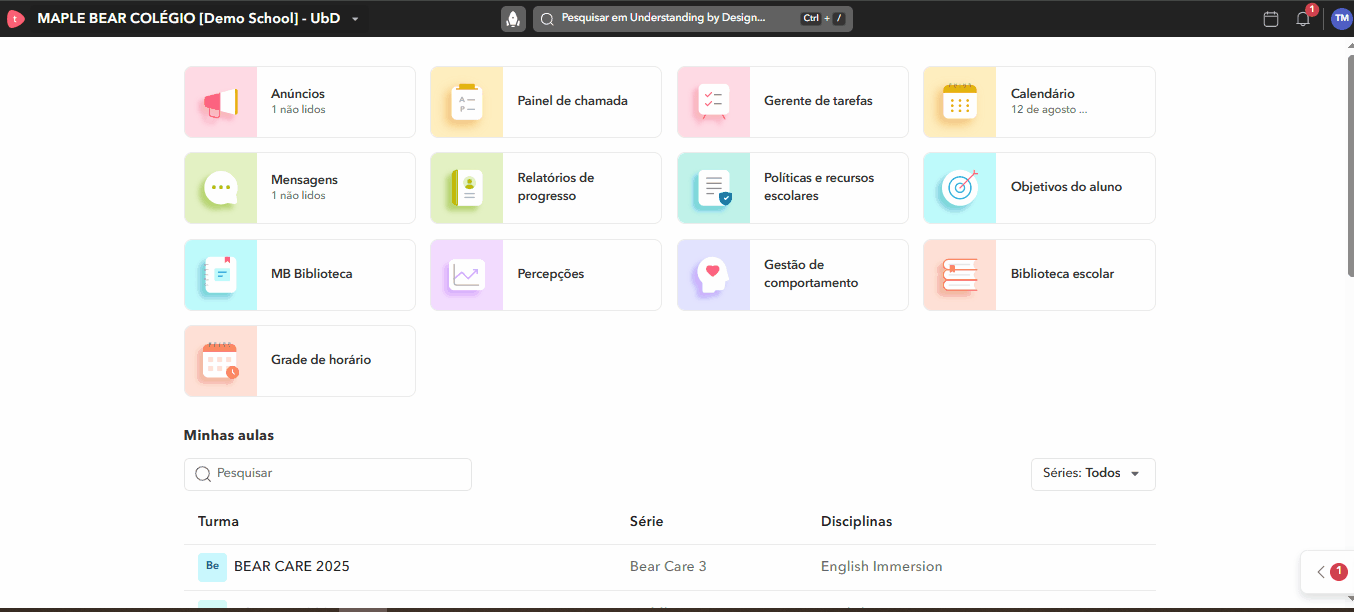 t MAPLE BEAR COLÉGIO [Demo School] - UbD
Pesquisar em Understanding by Design... Ctrl + /
1
TM
Anúncios
1 não lidos
Painel de chamada
Gerente de tarefas
Calendário
12 de agosto ...
Mensagens
1 não lidos
Relatórios de
progresso
Políticas e recursos
escolares
Objetivos do aluno
MB Biblioteca
Percepções
Gestão de
comportamento
Biblioteca escolar
Grade de horário
Minhas aulas
Pesquisar
Séries: Todos
Turma Série Disciplinas
Be BEAR CARE 2025 Bear Care 3 English Immersion
1